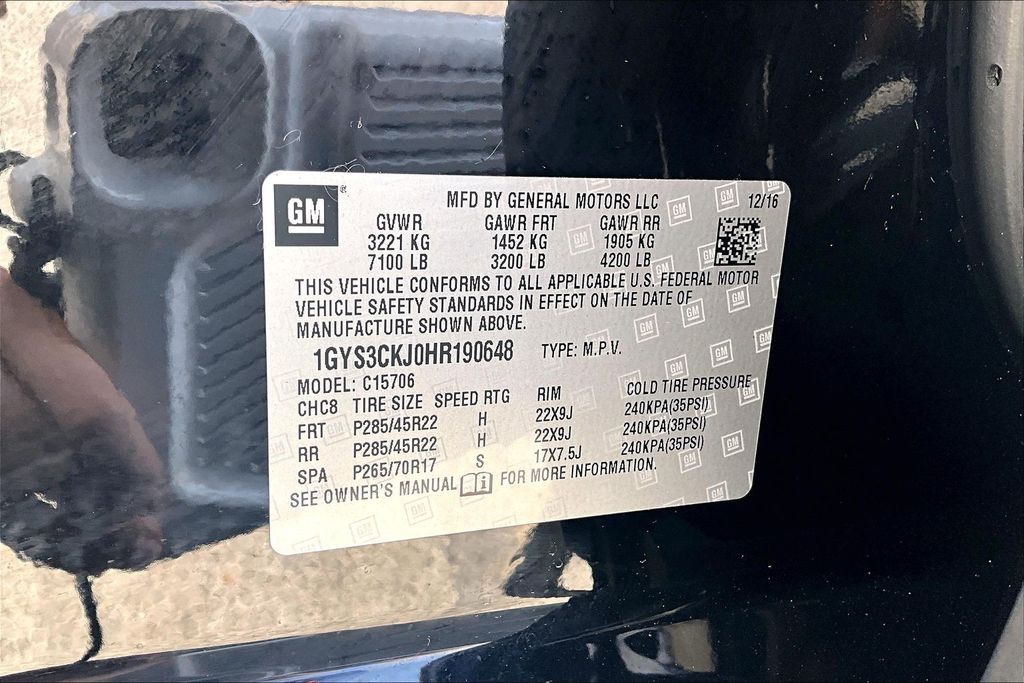 GM ® MFD BY GENERAL MOTORS LLC 12/16
GVWR GAWR FRT GAWR RR
3221 KG 1452 KG 1905 KG
7100 LB 3200 LB 4200 LB
THIS VEHICLE CONFORMS TO ALL APPLICABLE U.S. FEDERAL MOTOR
VEHICLE SAFETY STANDARDS IN EFFECT ON THE DATE OF
MANUFACTURE SHOWN ABOVE.
1GYS3CKJ0HR190648 TYPE: M.P.V.
MODEL: C15706
CHC8 TIRE SIZE SPEED RTG RIM COLD TIRE PRESSURE
FRT P285/45R22 H 22X9J 240KPA(35PSI)
RR P285/45R22 H 22X9J 240KPA(35PSI)
SPA P265/70R17 S 17X7.5J 240KPA(35PSI)
SEE OWNER'S MANUAL FOR MORE INFORMATION.